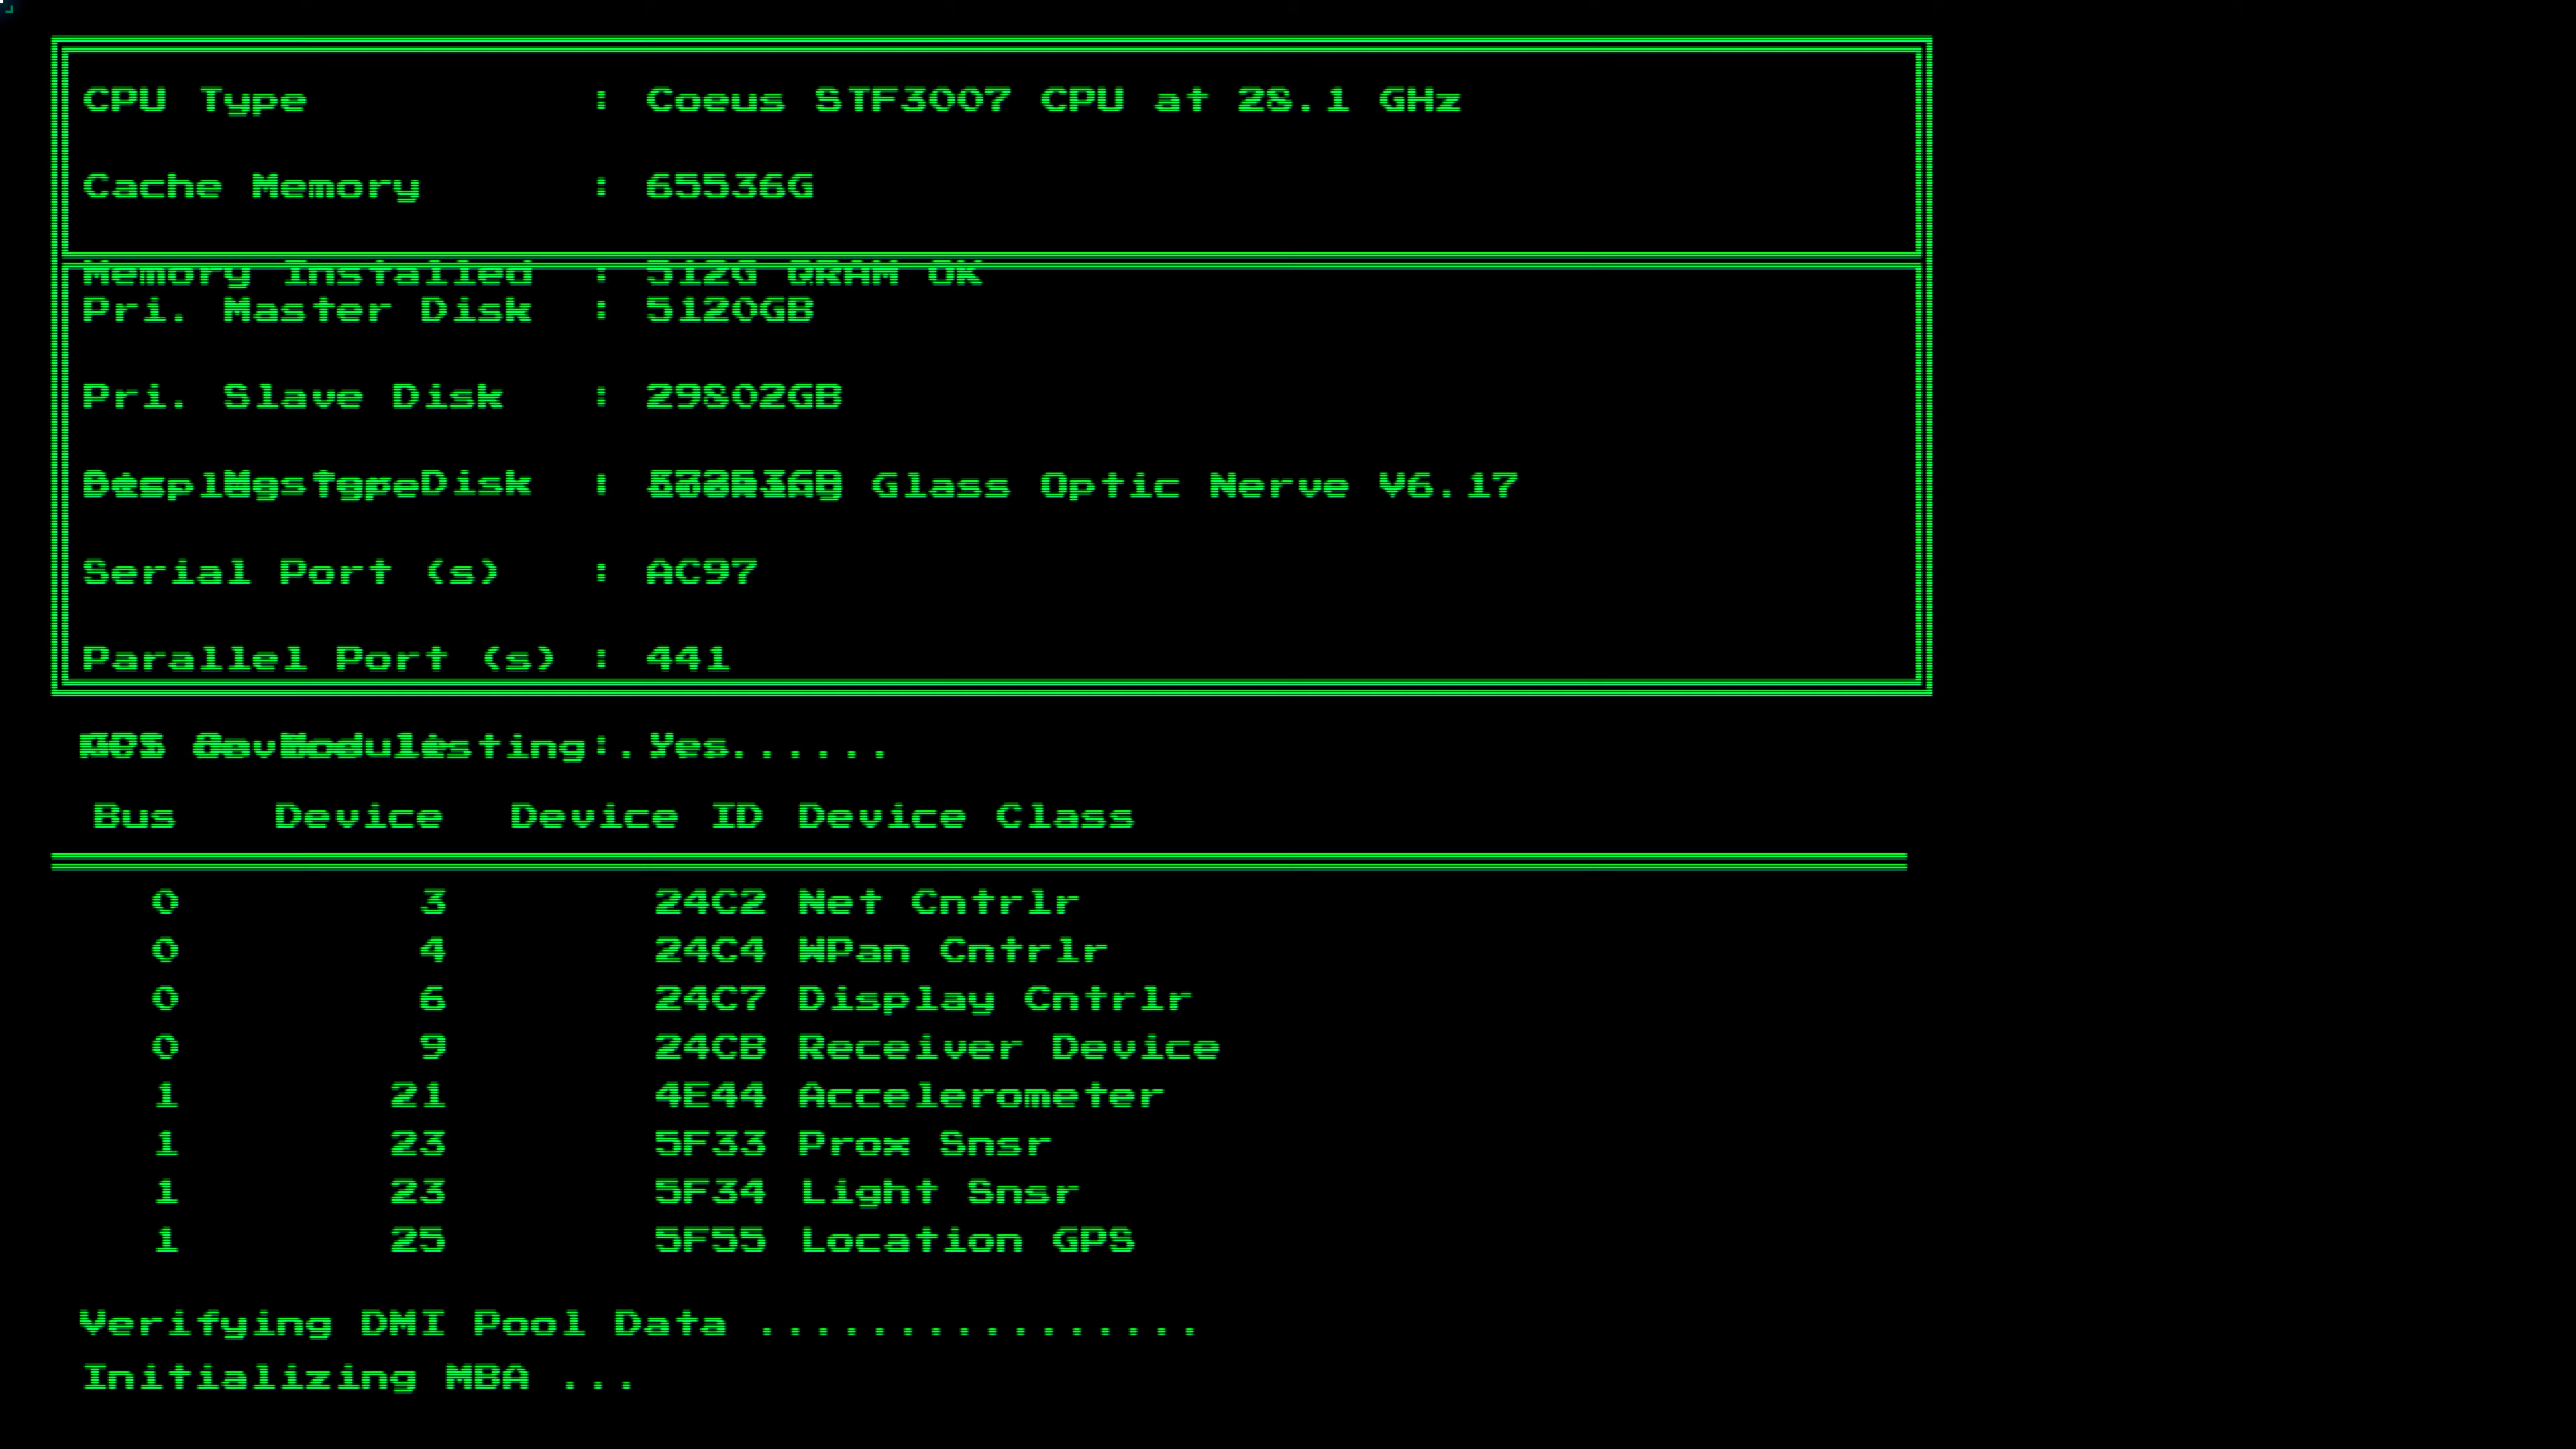 CPU Type : Coeus STF3007 CPU at 28.1 GHz
Cache Memory : 65536G
Memory Installed : 512G QRAM OK
Pri. Master Disk : 5120GB
Pri. Slave Disk : 29802GB
Disk : Glass Optic Nerve V6.17
Serial Port (s) : AC97
Parallel Port (s) : 441
Yes......
Bus Device Device ID Device Class
0 3 24C2 Net Cntrlr
0 4 24C4 WPan Cntrlr
0 6 24C7 Display Cntrlr
0 9 24CB Receiver Device
1 21 4E44 Accelerometer
1 23 5F33 Prox Snsr
1 23 5F34 Light Snsr
1 25 5F55 Location GPS
Verifying DMI Pool Data ................
Initializing MBA ...